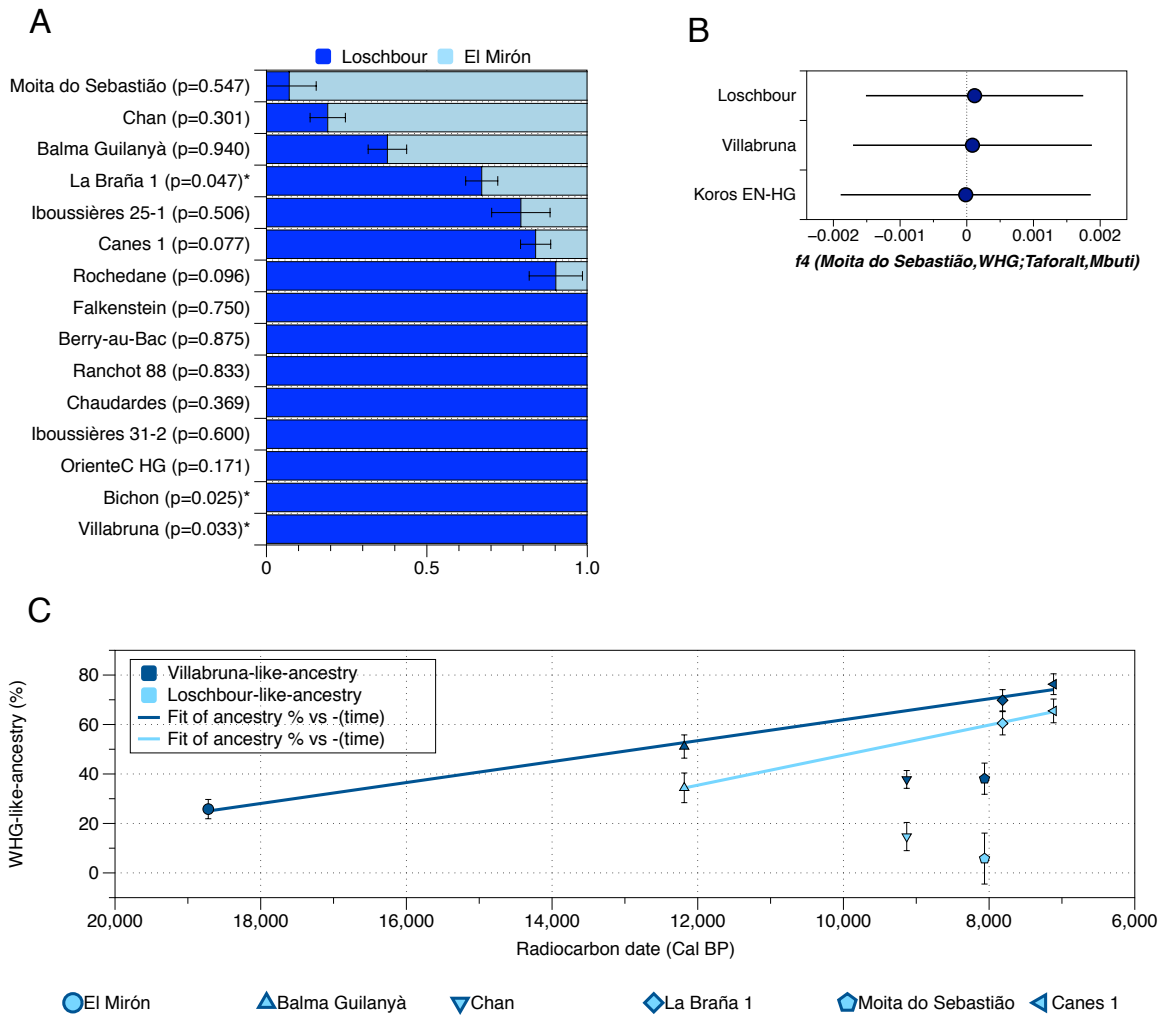 A
Loschbour El Mirón
Moita do Sebastião (p=0.547)
Chan (p=0.301)
Balma Guilanyà (p=0.940)
La Braña 1 (p=0.047)*
Iboussières 25-1 (p=0.506)
Canes 1 (p=0.077)
Rochedane (p=0.096)
Falkenstein (p=0.750)
Berry-au-Bac (p=0.875)
Ranchot 88 (p=0.833)
Chaudardes (p=0.369)
Iboussières 31-2 (p=0.600)
OrienteC HG (p=0.171)
Bichon (p=0.025)*
Villabruna (p=0.033)*
0 0.5 1.0
B
Loschbour
Villabruna
Koros EN-HG
−0.002 −0.001 0 0.001 0.002
f4 (Moita do Sebastião,WHG;Taforalt,Mbuti)
C
WHG-like-ancestry (%)
80
60
40
20
0
Villabruna-like-ancestry
Loschbour-like-ancestry
Fit of ancestry % vs -(time)
Fit of ancestry % vs -(time)
20,000 18,000 16,000 14,000 12,000 10,000 8,000 6,000
Radiocarbon date (Cal BP)
El Mirón Balma Guilanyà Chan La Braña 1 Moita do Sebastião Canes 1